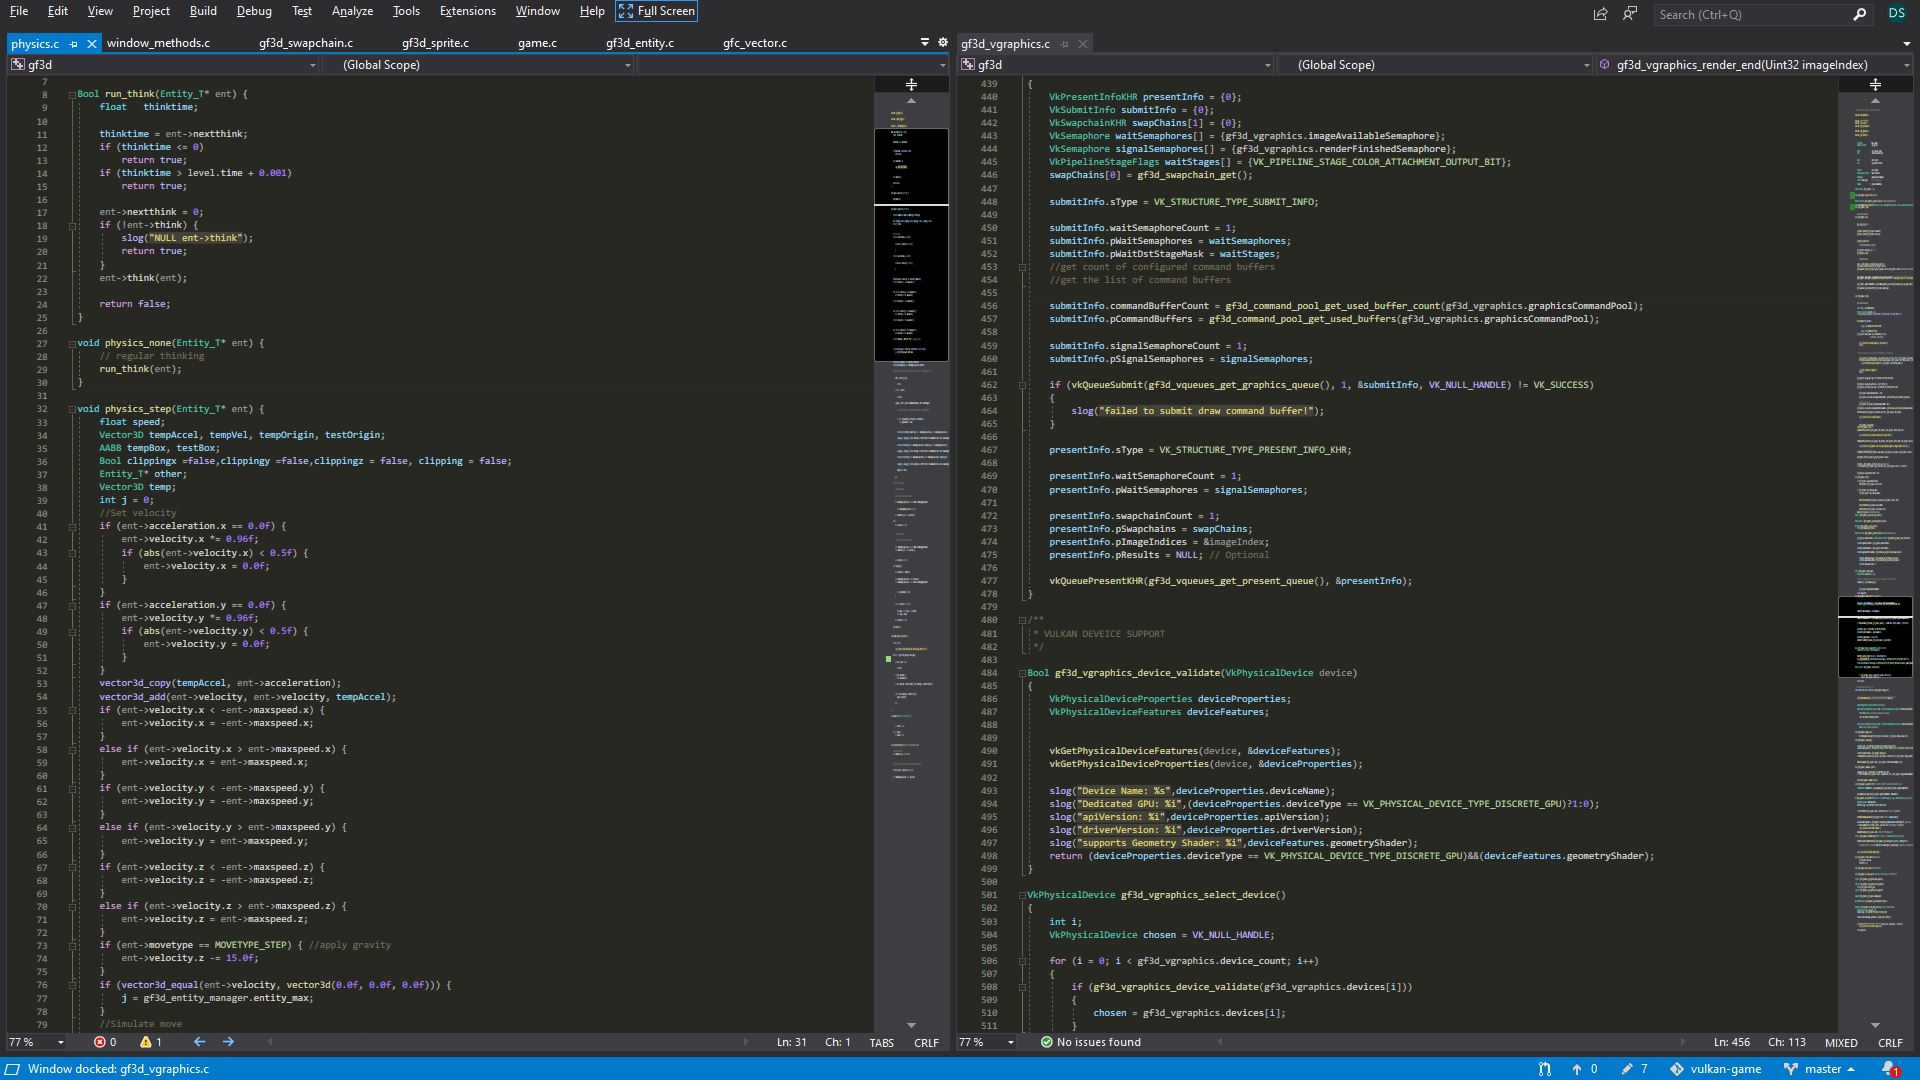 File Edit View Project Build Debug Test Analyze Tools Extensions Window Help Full Screen
Search (Ctrl+Q)
DS
physics.c window_methods.c gf3d_swapchain.c gf3d_sprite.c game.c gf3d_entity.c gfc_vector.c
gf3d (Global Scope)
7
8 Bool run_think(Entity_T* ent) {
9 float thinktime;
10
11 thinktime = ent->nextthink;
12 if (thinktime <= 0)
13 return true;
14 if (thinktime > level.time + 0.001)
15 return true;
16
17 ent->nextthink = 0;
18 if (!ent->think) {
19 slog("NULL ent->think");
20 return true;
21 }
22 ent->think(ent);
23
24 return false;
25 }
26
27 void physics_none(Entity_T* ent) {
28 // regular thinking
29 run_think(ent);
30 }
31
32 void physics_step(Entity_T* ent) {
33 float speed;
34 Vector3D tempAccel, tempVel, tempOrigin, testOrigin;
35 AABB tempBox, testBox;
36 Bool clippingx =false,clippingy =false,clippingz = false, clipping = false;
37 Entity_T* other;
38 Vector3D temp;
39 int j = 0;
40 //Set velocity
41 if (ent->acceleration.x == 0.0f) {
42 ent->velocity.x *= 0.96f;
43 if (abs(ent->velocity.x) < 0.5f) {
44 ent->velocity.x = 0.0f;
45 }
46 }
47 if (ent->acceleration.y == 0.0f) {
48 ent->velocity.y *= 0.96f;
49 if (abs(ent->velocity.y) < 0.5f) {
50 ent->velocity.y = 0.0f;
51 }
52 }
53 vector3d_copy(tempAccel, ent->acceleration);
54 vector3d_add(ent->velocity, ent->velocity, tempAccel);
55 if (ent->velocity.x < -ent->maxspeed.x) {
56 ent->velocity.x = -ent->maxspeed.x;
57 }
58 else if (ent->velocity.x > ent->maxspeed.x) {
59 ent->velocity.x = ent->maxspeed.x;
60 }
61 if (ent->velocity.y < -ent->maxspeed.y) {
62 ent->velocity.y = -ent->maxspeed.y;
63 }
64 else if (ent->velocity.y > ent->maxspeed.y) {
65 ent->velocity.y = ent->maxspeed.y;
66 }
67 if (ent->velocity.z < -ent->maxspeed.z) {
68 ent->velocity.z = -ent->maxspeed.z;
69 }
70 else if (ent->velocity.z > ent->maxspeed.z) {
71 ent->velocity.z = ent->maxspeed.z;
72 }
73 if (ent->movetype == MOVETYPE_STEP) { //apply gravity
74 ent->velocity.z -= 15.0f;
75 }
76 if (vector3d_equal(ent->velocity, vector3d(0.0f, 0.0f, 0.0f))) {
77 j = gf3d_entity_manager.entity_max;
78 }
79 //Simulate move
77 % 0 1 Ln: 31 Ch: 1 TABS CRLF
gf3d_vgraphics.c
gf3d (Global Scope) gf3d_vgraphics_render_end(Uint32 imageIndex)
439 {
440 VkPresentInfoKHR presentInfo = {0};
441 VkSubmitInfo submitInfo = {0};
442 VkSwapchainKHR swapChains[1] = {0};
443 VkSemaphore waitSemaphores[] = {gf3d_vgraphics.imageAvailableSemaphore};
444 VkSemaphore signalSemaphores[] = {gf3d_vgraphics.renderFinishedSemaphore};
445 VkPipelineStageFlags waitStages[] = {VK_PIPELINE_STAGE_COLOR_ATTACHMENT_OUTPUT_BIT};
446 swapChains[0] = gf3d_swapchain_get();
447
448 submitInfo.sType = VK_STRUCTURE_TYPE_SUBMIT_INFO;
449
450 submitInfo.waitSemaphoreCount = 1;
451 submitInfo.pWaitSemaphores = waitSemaphores;
452 submitInfo.pWaitDstStageMask = waitStages;
453 //get count of configured command buffers
454 //get the list of command buffers
455
456 submitInfo.commandBufferCount = gf3d_command_pool_get_used_buffer_count(gf3d_vgraphics.graphicsCommandPool);
457 submitInfo.pCommandBuffers = gf3d_command_pool_get_used_buffers(gf3d_vgraphics.graphicsCommandPool);
458
459 submitInfo.signalSemaphoreCount = 1;
460 submitInfo.pSignalSemaphores = signalSemaphores;
461
462 if (vkQueueSubmit(gf3d_vqueues_get_graphics_queue(), 1, &submitInfo, VK_NULL_HANDLE) != VK_SUCCESS)
463 {
464 slog("failed to submit draw command buffer!");
465 }
466
467 presentInfo.sType = VK_STRUCTURE_TYPE_PRESENT_INFO_KHR;
468
469 presentInfo.waitSemaphoreCount = 1;
470 presentInfo.pWaitSemaphores = signalSemaphores;
471
472 presentInfo.swapchainCount = 1;
473 presentInfo.pSwapchains = swapChains;
474 presentInfo.pImageIndices = &imageIndex;
475 presentInfo.pResults = NULL; // Optional
476
477 vkQueuePresentKHR(gf3d_vqueues_get_present_queue(), &presentInfo);
478 }
479
480 /**
481 * VULKAN DEVEICE SUPPORT
482 */
483
484 Bool gf3d_vgraphics_device_validate(VkPhysicalDevice device)
485 {
486 VkPhysicalDeviceProperties deviceProperties;
487 VkPhysicalDeviceFeatures deviceFeatures;
488
489
490 vkGetPhysicalDeviceFeatures(device, &deviceFeatures);
491 vkGetPhysicalDeviceProperties(device, &deviceProperties);
492
493 slog("Device Name: %s",deviceProperties.deviceName);
494 slog("Dedicated GPU: %i",(deviceProperties.deviceType == VK_PHYSICAL_DEVICE_TYPE_DISCRETE_GPU)?1:0);
495 slog("apiVersion: %i",deviceProperties.apiVersion);
496 slog("driverVersion: %i",deviceProperties.driverVersion);
497 slog("supports Geometry Shader: %i",deviceFeatures.geometryShader);
498 return (deviceProperties.deviceType == VK_PHYSICAL_DEVICE_TYPE_DISCRETE_GPU)&&(deviceFeatures.geometryShader);
499 }
500
501 VkPhysicalDevice gf3d_vgraphics_select_device()
502 {
503 int i;
504 VkPhysicalDevice chosen = VK_NULL_HANDLE;
505
506 for (i = 0; i < gf3d_vgraphics.device_count; i++)
507 {
508 if (gf3d_vgraphics_device_validate(gf3d_vgraphics.devices[i]))
509 {
510 chosen = gf3d_vgraphics.devices[i];
511 }
77 % No issues found Ln: 456 Ch: 113 MIXED CRLF
Window docked: gf3d_vgraphics.c 0 7 vulkan-game master 1